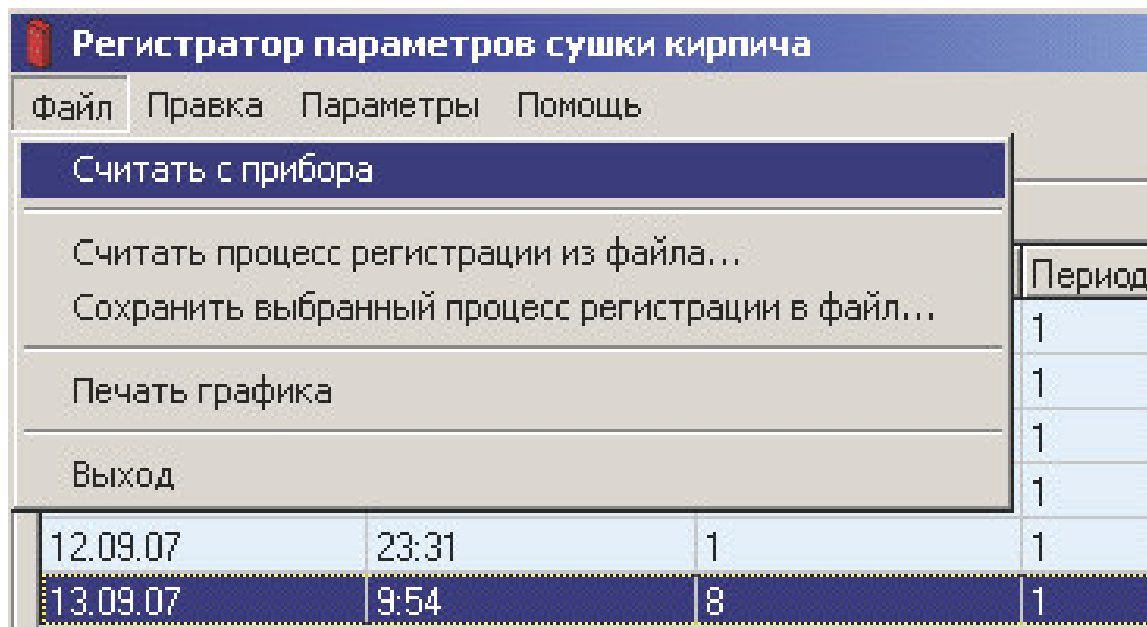 Регистратор параметров сушки кирпича
Файл Правка Параметры Помощь
Считать с прибора
Считать процесс регистрации из файла...
Сохранить выбранный процесс регистрации в файл...
Печать графика
Выход
Период
1
1
1
1
12.09.07 23:31 1 1
13.09.07 9:54 8 1